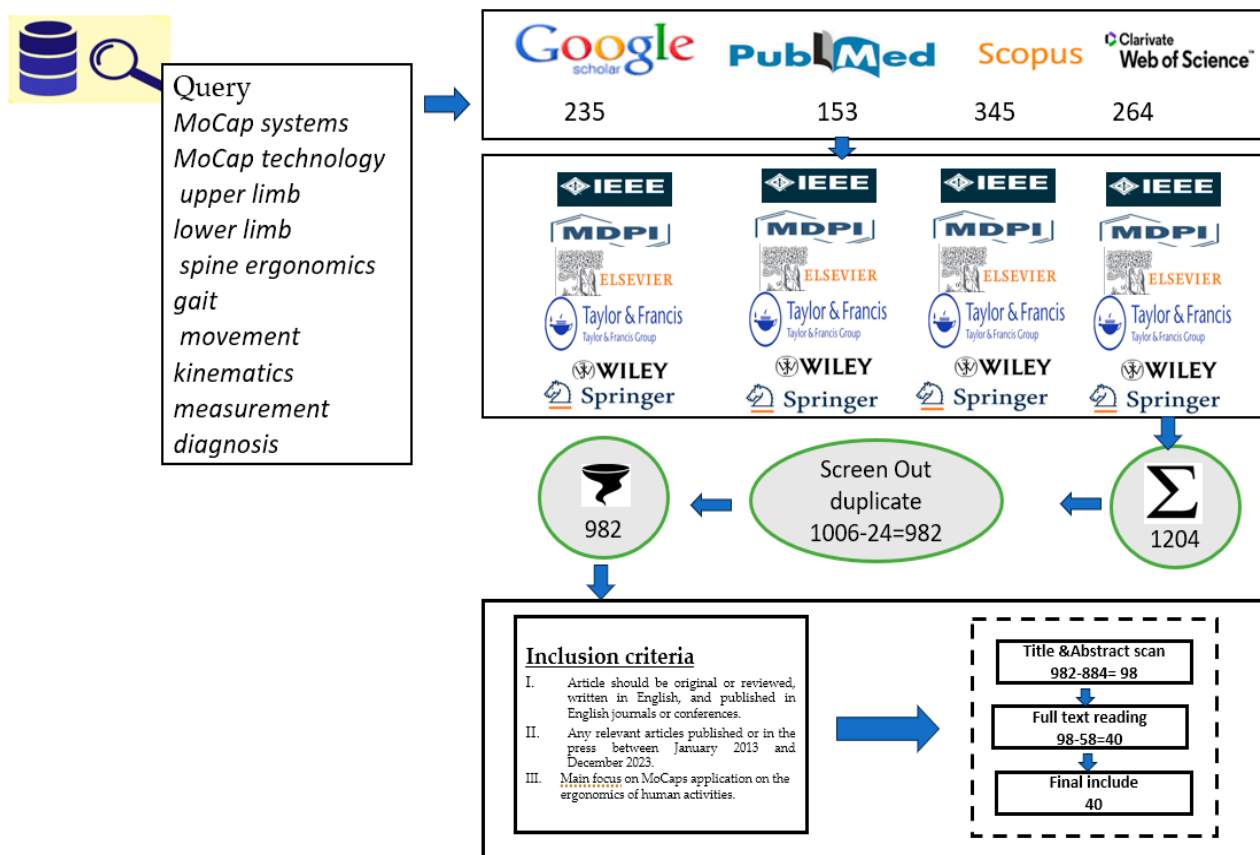 Query
MoCap systems
MoCap technology
upper limb
lower limb
spine ergonomics
gait
movement
kinematics
measurement
diagnosis
Google
scholar
PubMed
Scopus
Clarivate
Web of Science™
235
153
345
264
IEEE
MDPI
ELSEVIER
Taylor & Francis
Taylor & Francis Group
WILEY
Springer
IEEE
MDPI
ELSEVIER
Taylor & Francis
Taylor & Francis Group
WILEY
Springer
IEEE
MDPI
ELSEVIER
Taylor & Francis
Taylor & Francis Group
WILEY
Springer
IEEE
MDPI
ELSEVIER
Taylor & Francis
Taylor & Francis Group
WILEY
Springer
982
Screen Out
duplicate
1006-24=982
Σ
1204
Inclusion criteria
I. Article should be original or reviewed,
written in English, and published in
English journals or conferences.
II. Any relevant articles published or in the
press between January 2013 and
December 2023.
III. Main focus on MoCaps application on the
ergonomics of human activities.
Title &Abstract scan
982-884= 98
Full text reading
98-58=40
Final include
40